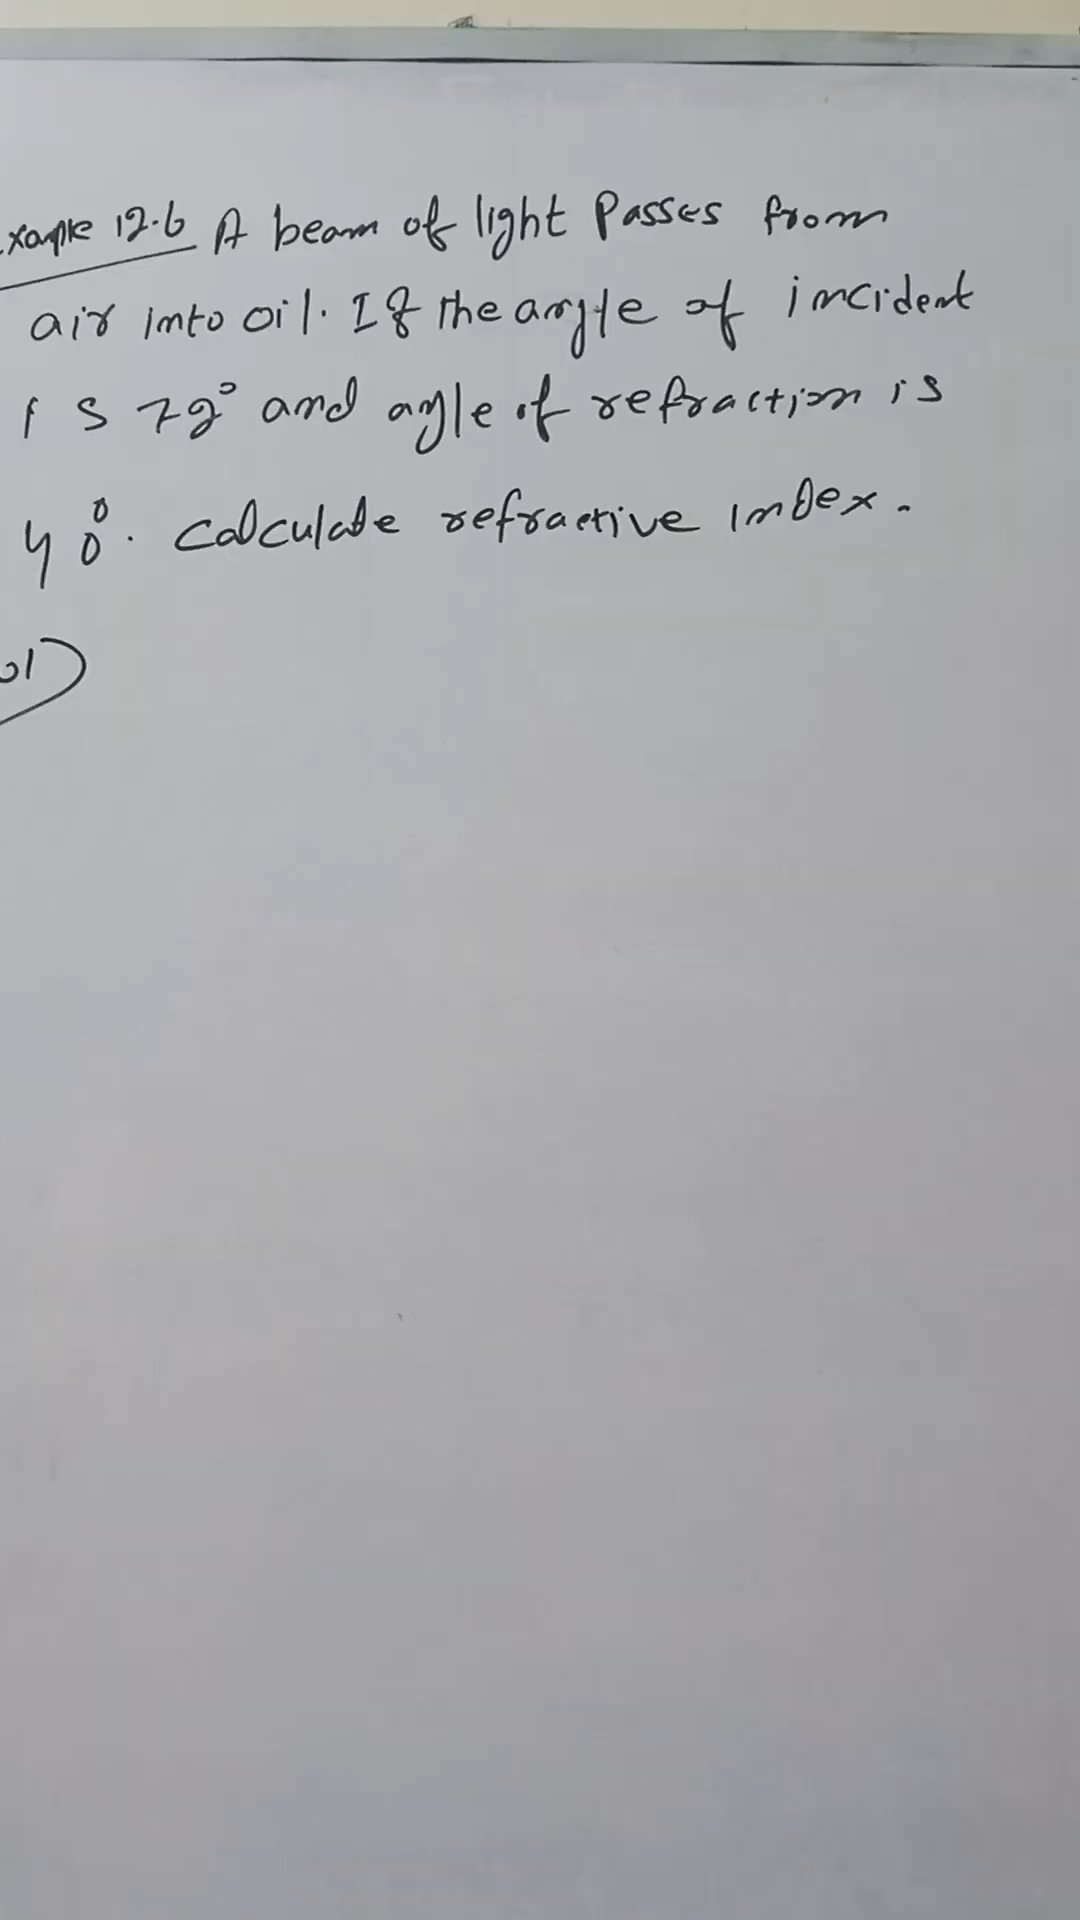 xample 12.6 A beam of light Passes from
air into oil. If the angle of incident
is 72° and angle of refraction is
40°. Calculate refractive Index.
ol)